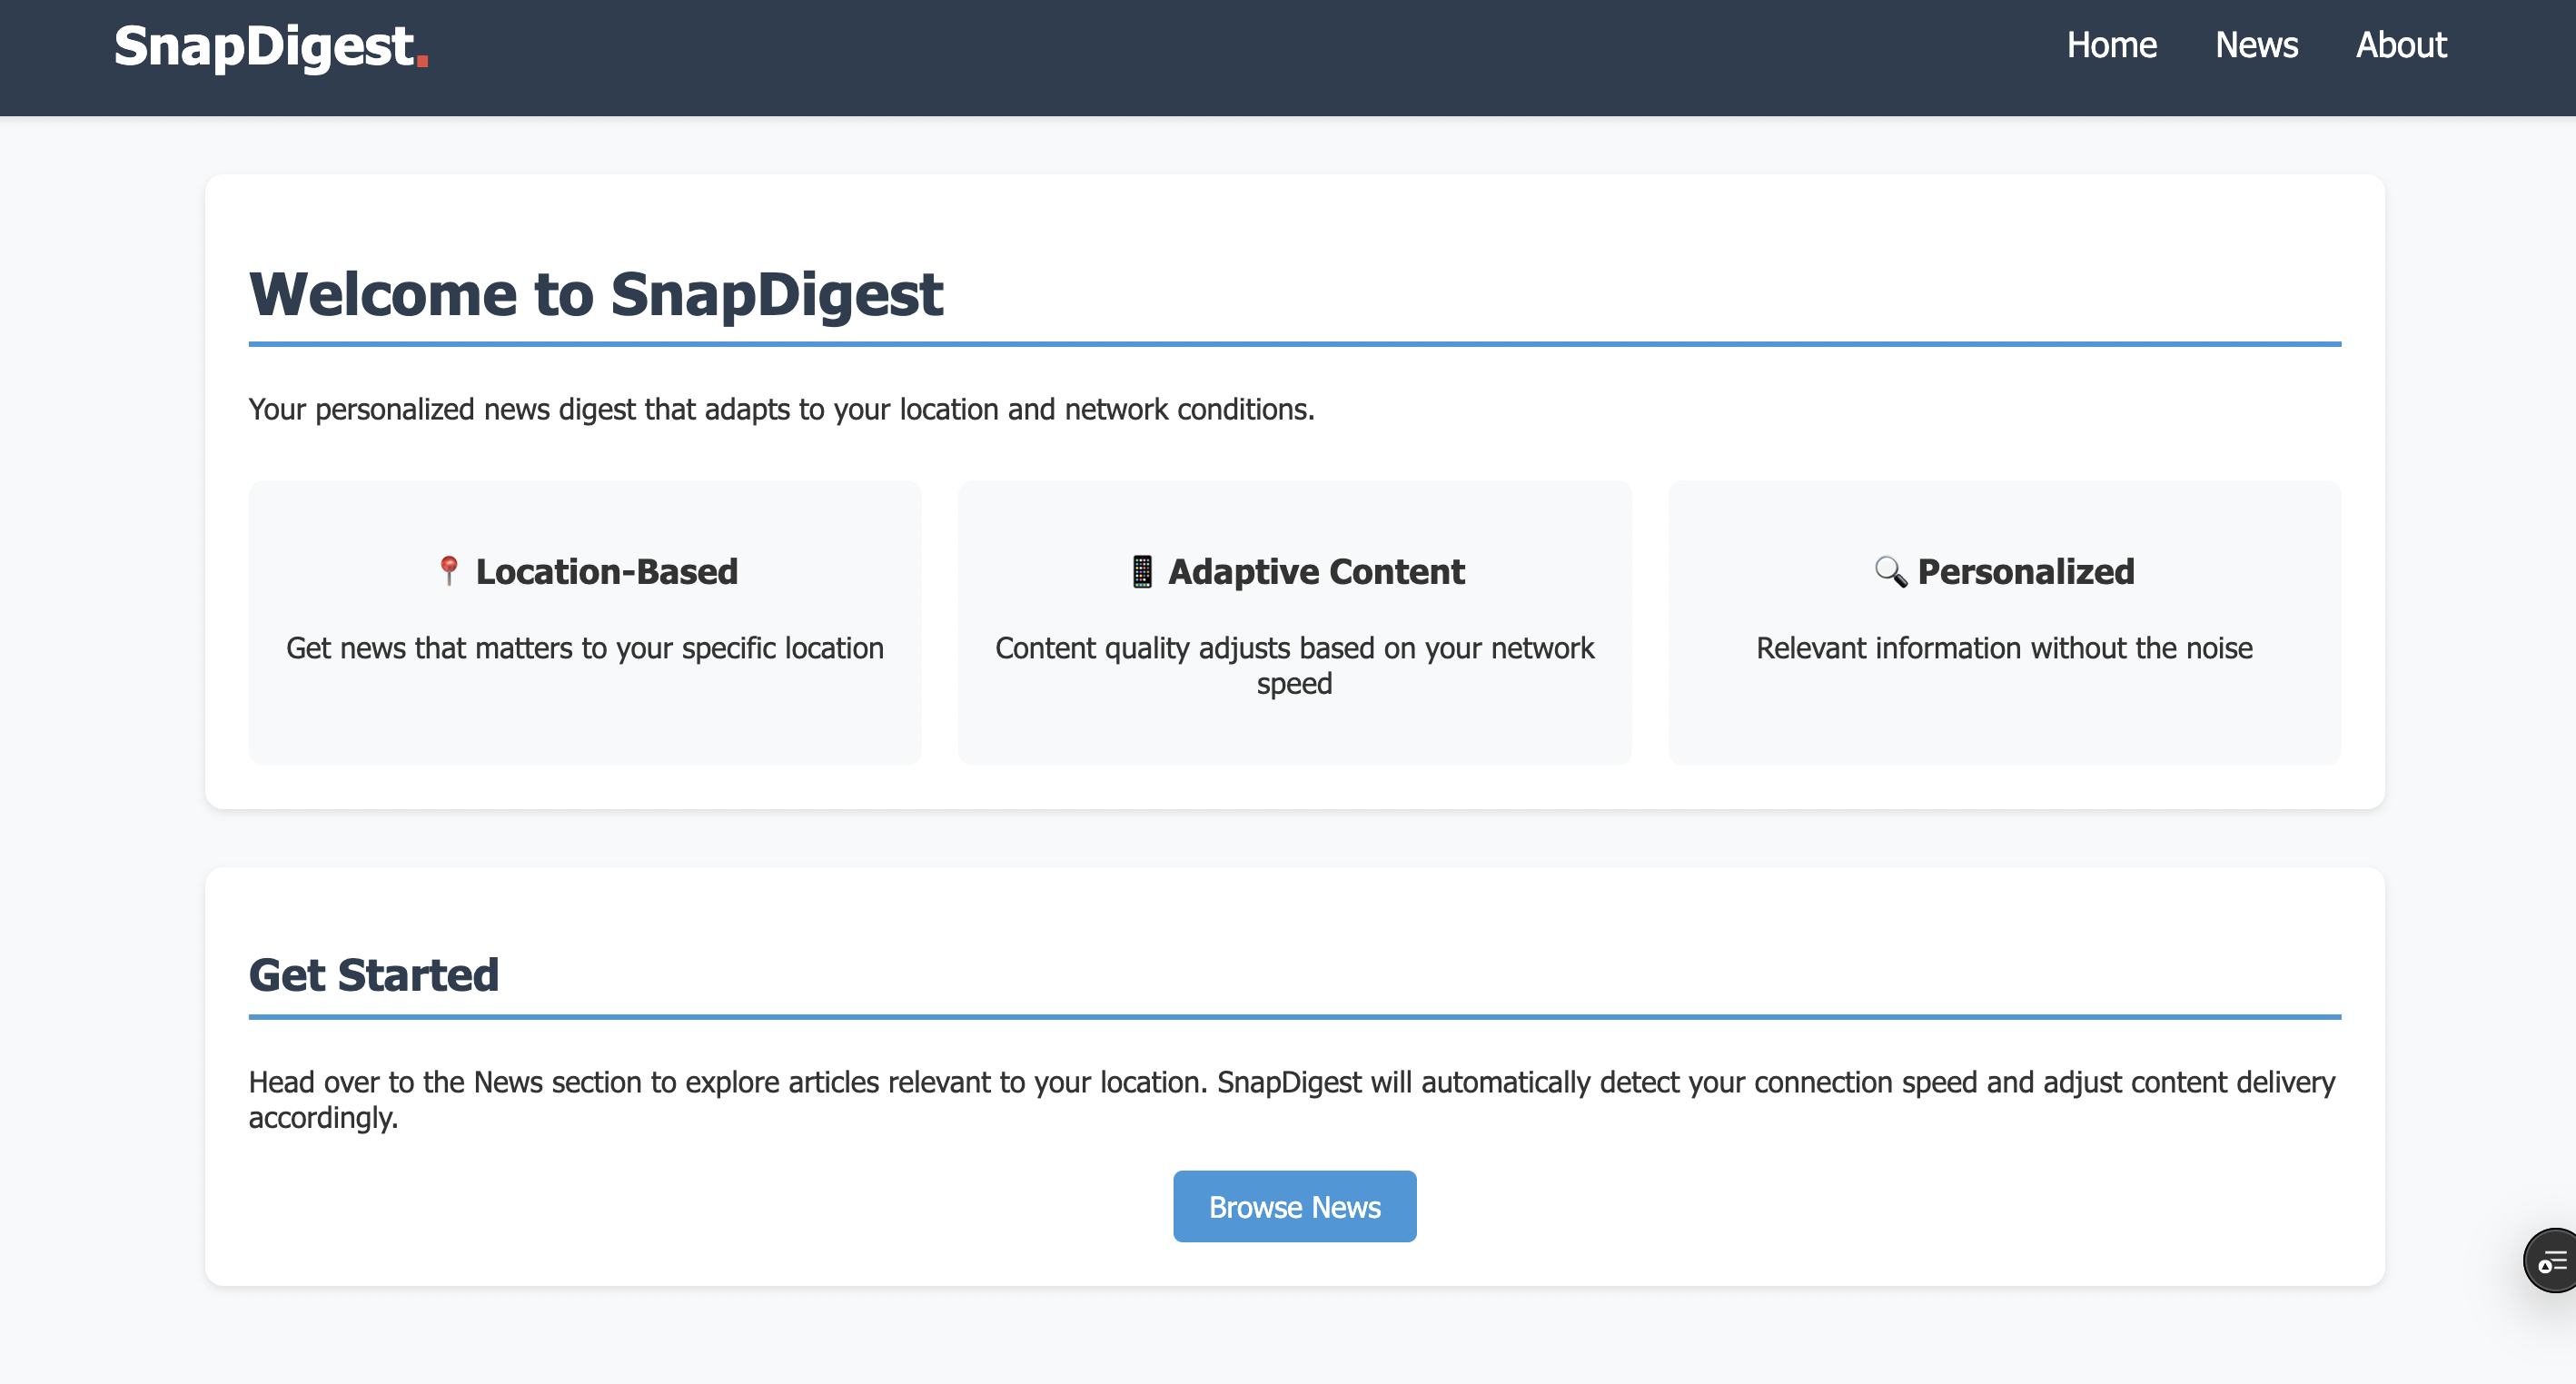 SnapDigest.
Home News About
Welcome to SnapDigest
Your personalized news digest that adapts to your location and network conditions.
📍 Location-Based
Get news that matters to your specific location
📱 Adaptive Content
Content quality adjusts based on your network
speed
🔍 Personalized
Relevant information without the noise
Get Started
Head over to the News section to explore articles relevant to your location. SnapDigest will automatically detect your connection speed and adjust content delivery
accordingly.
Browse News